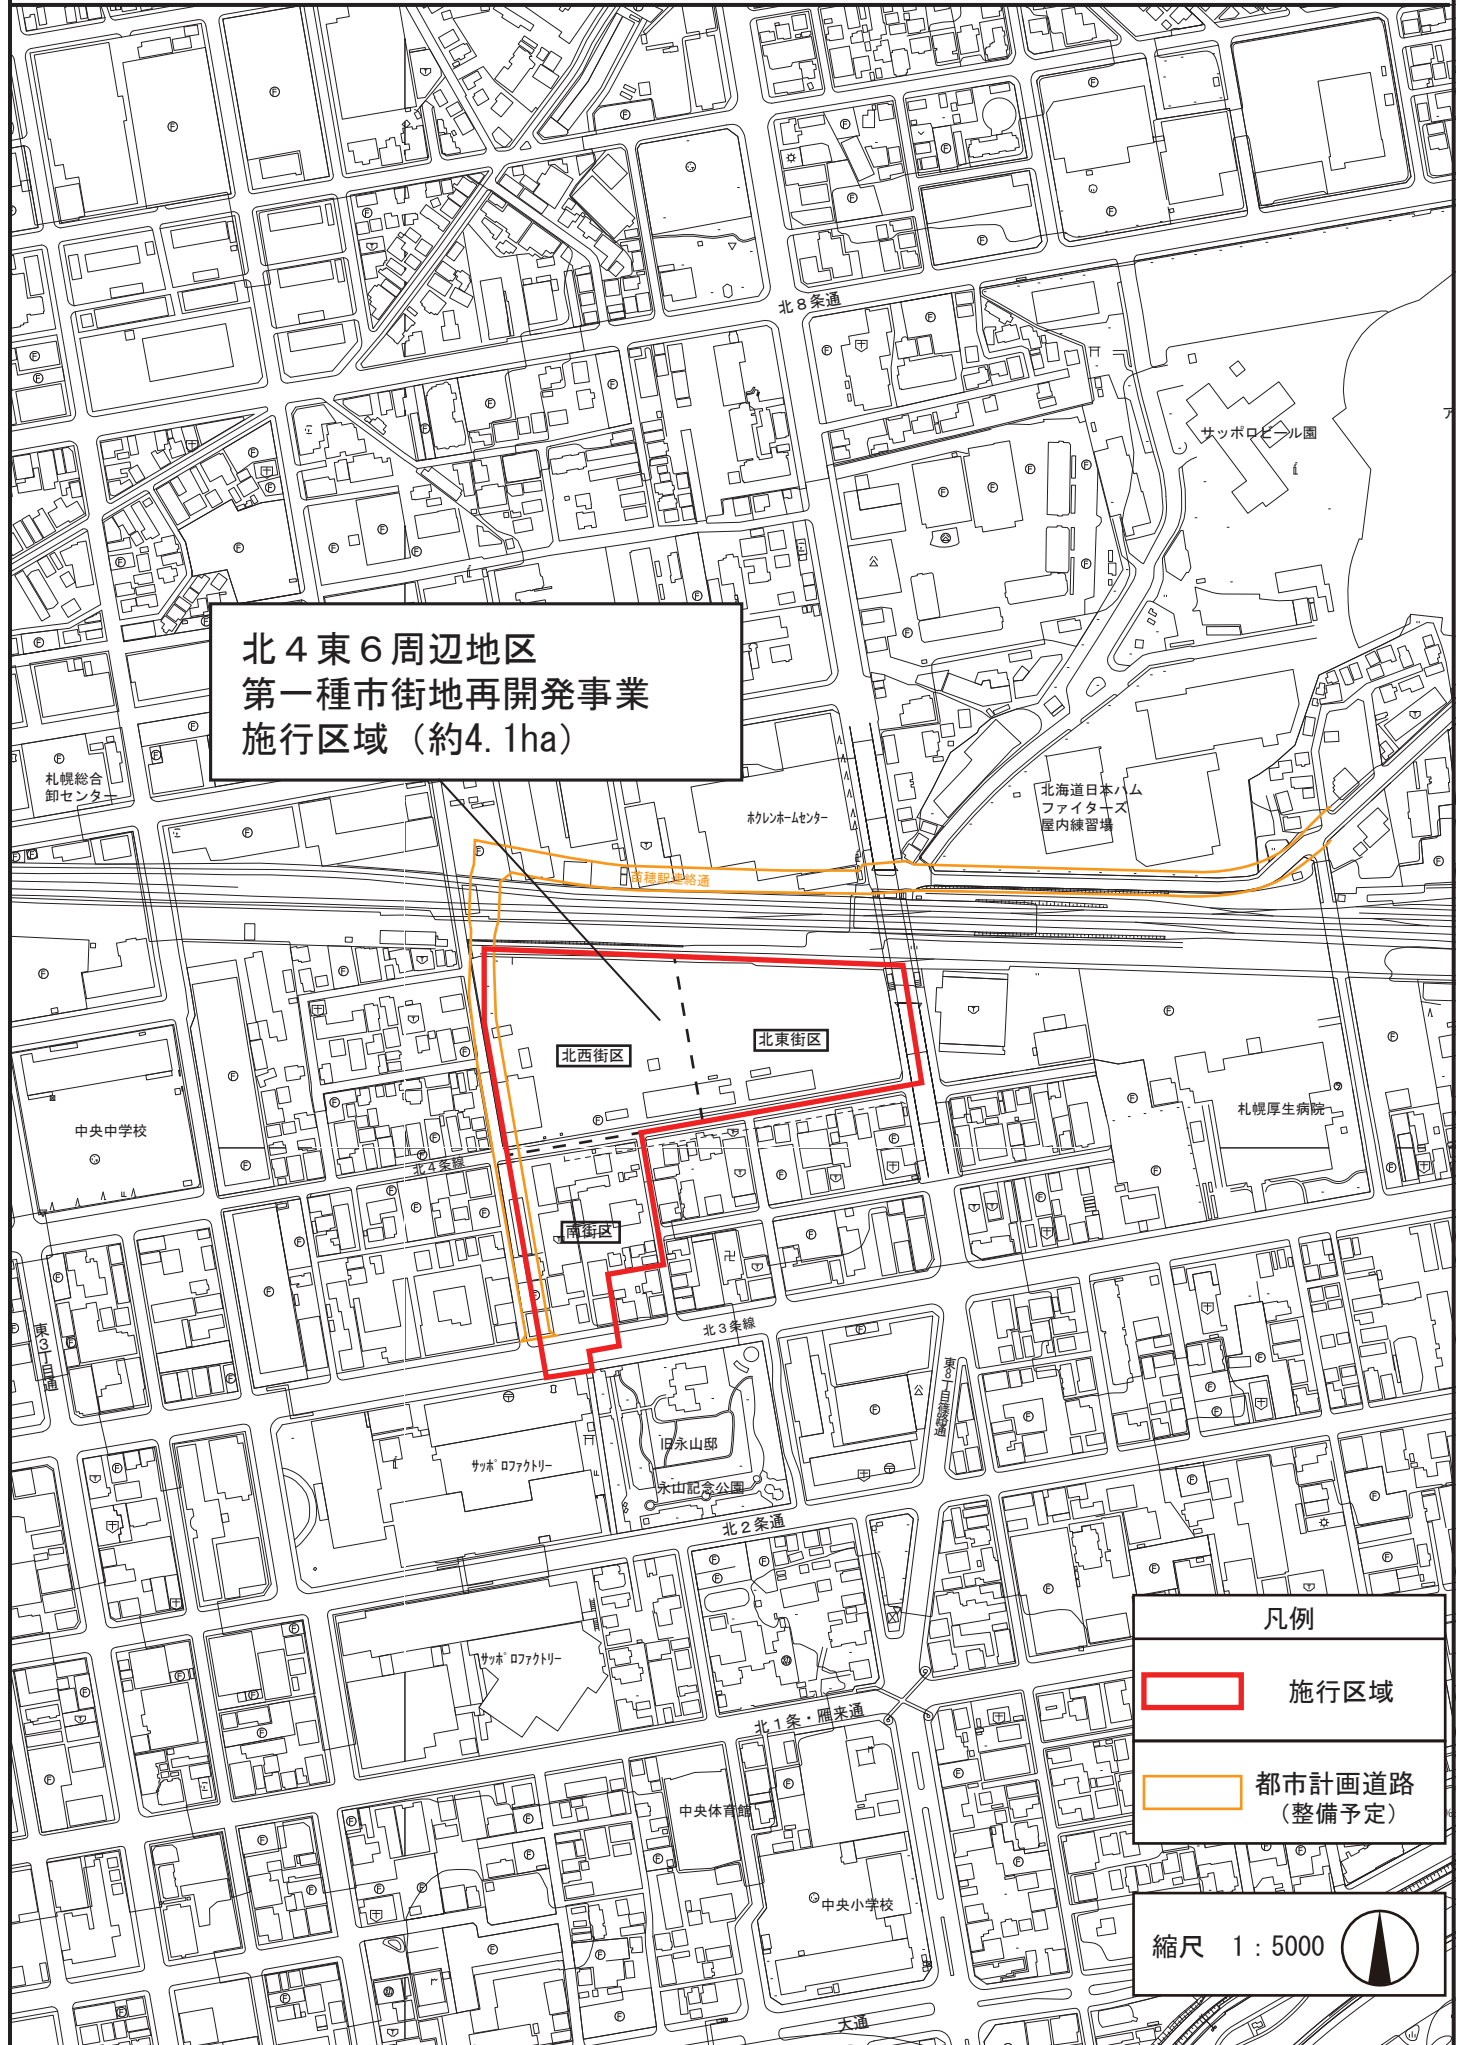 北8条通
サッポロビール園
ア
北4東6周辺地区
第一種市街地再開発事業
施行区域（約4.1ha）
札幌総合
卸センター
ホクレンホームセンター
北海道日本ハム
ファイターズ
屋内練習場
苗穂駅連絡通
北西街区
北東街区
中央中学校
札幌厚生病院
北4条線
南街区
東3丁目通
北3条線
東8丁目篠路通
旧永山邸
サッポロファクトリー
永山記念公園
北2条通
サッポロファクトリー
北1条・雁来通
中央体育館
中央小学校
大通
凡例
施行区域
都市計画道路
（整備予定）
縮尺　1：5000